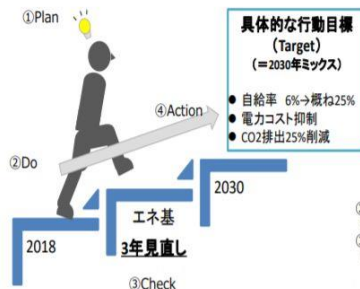 ①Plan
具体的な行動目標
(Target)
(=2030年ミックス)
● 自給率 6%→概ね25%
● 電力コスト抑制
● CO2排出25%削減
④Action
②Do
2030
エネ基
2018
3年見直し
③Check